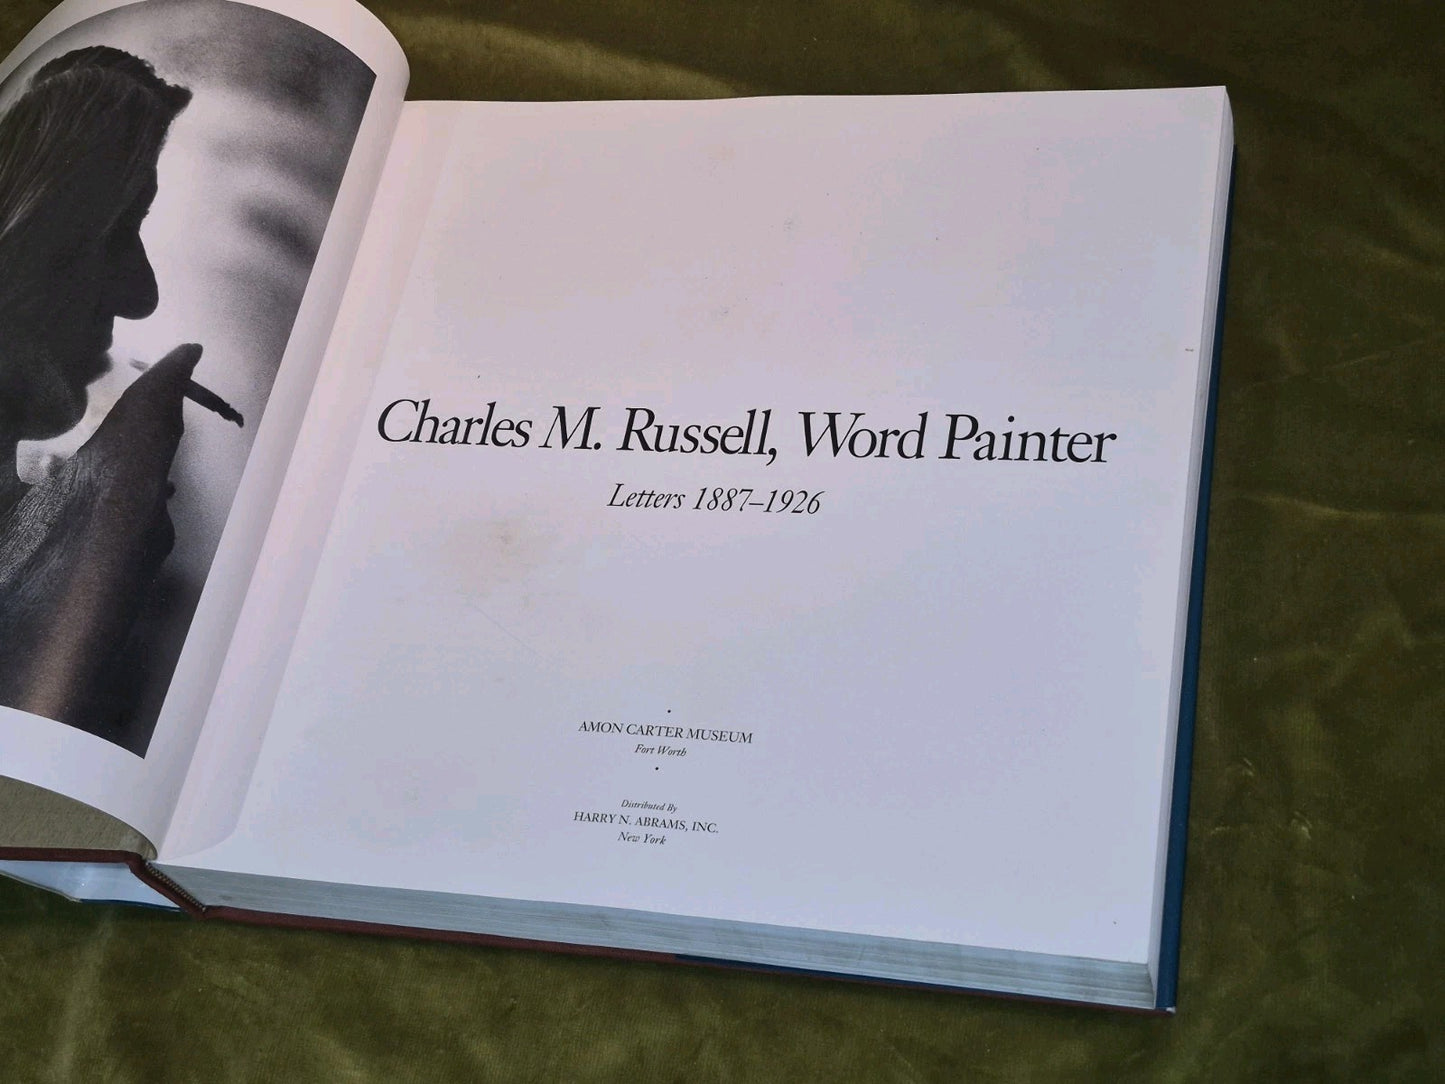 Charles M. Russell, Word Painter
Letters 1887–1926
AMON CARTER MUSEUM
Fort Worth
Distributed By
HARRY N. ABRAMS, INC.
New York